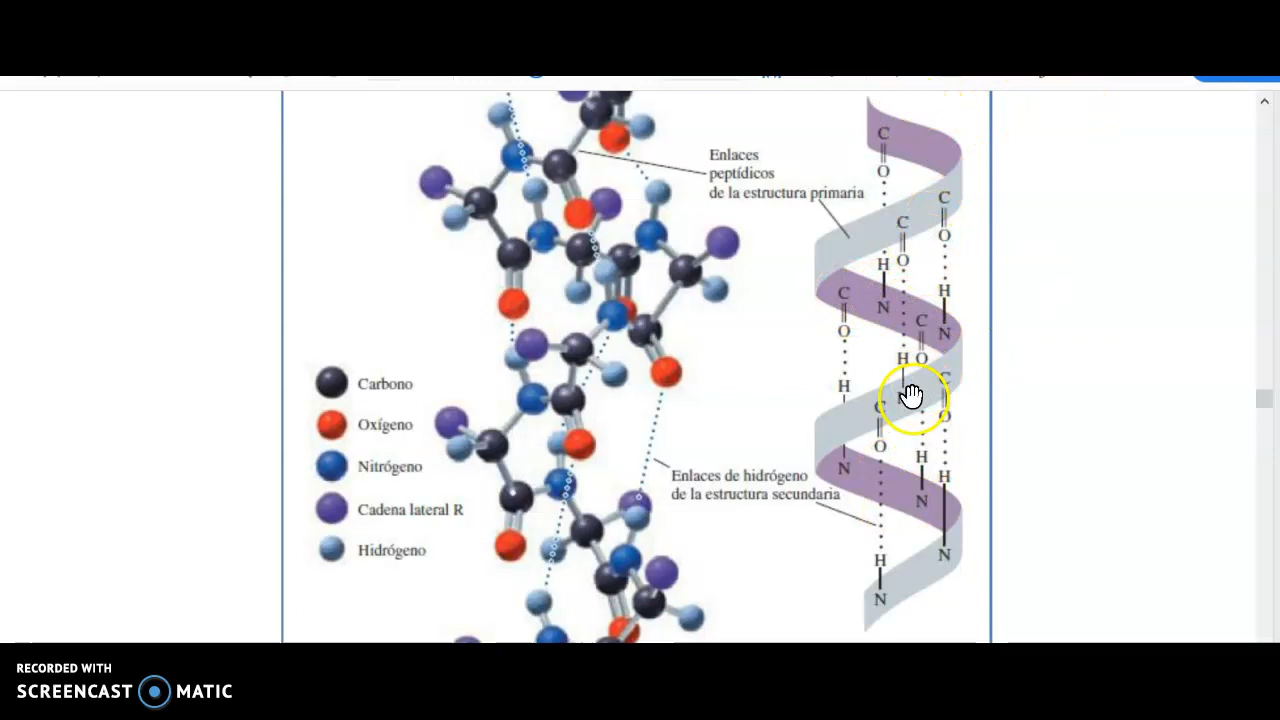 Enlaces
peptídicos
de la estructura primaria
Carbono
Oxígeno
Nitrógeno
Cadena lateral R
Hidrógeno
Enlaces de hidrógeno
de la estructura secundaria
C
O
H
N
C
O
H
N
C
O
H
N
C
O
H
N
C
O
H
N
C
O
H
N
C
O
H
RECORDED WITH
SCREENCAST MATIC